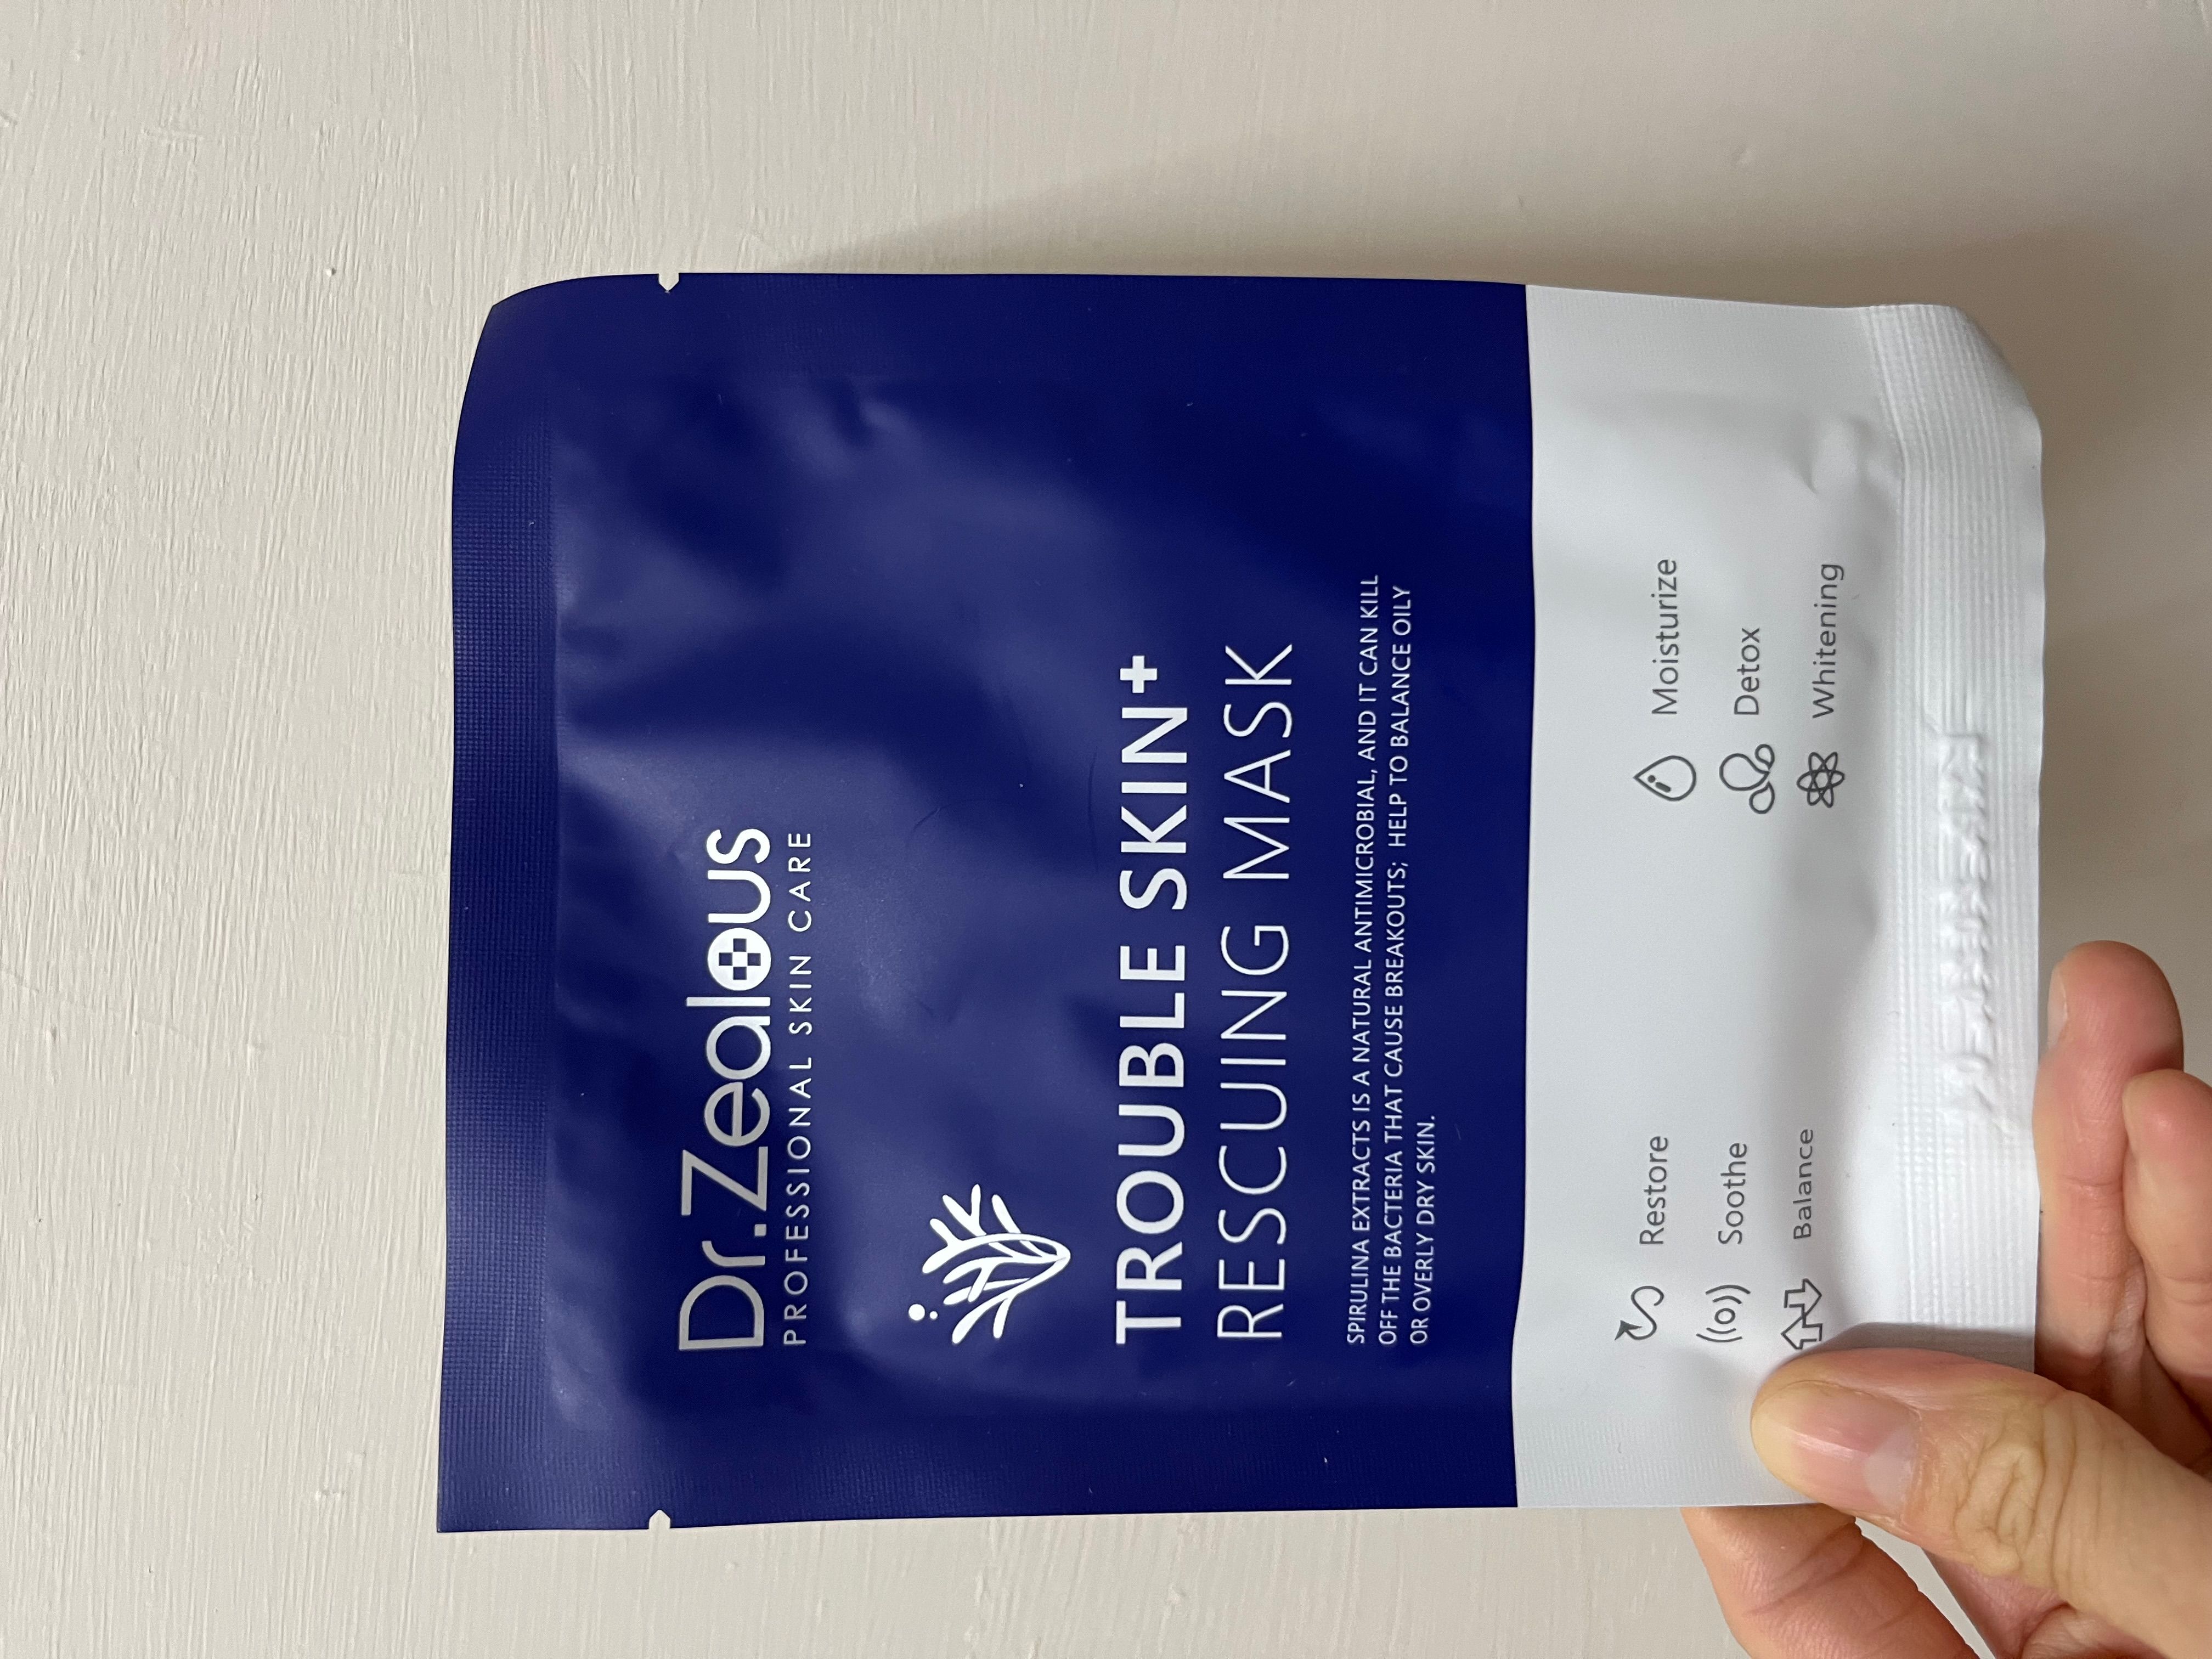 Dr.Zealous
PROFESSIONAL SKIN CARE
TROUBLE SKIN+
RESCUING MASK
SPIRULINA EXTRACTS IS A NATURAL ANTIMICROBIAL, AND IT CAN KILL
OFF THE BACTERIA THAT CAUSE BREAKOUTS; HELP TO BALANCE OILY
OR OVERLY DRY SKIN.
Restore
Moisturize
Soothe
Detox
Balance
Whitening